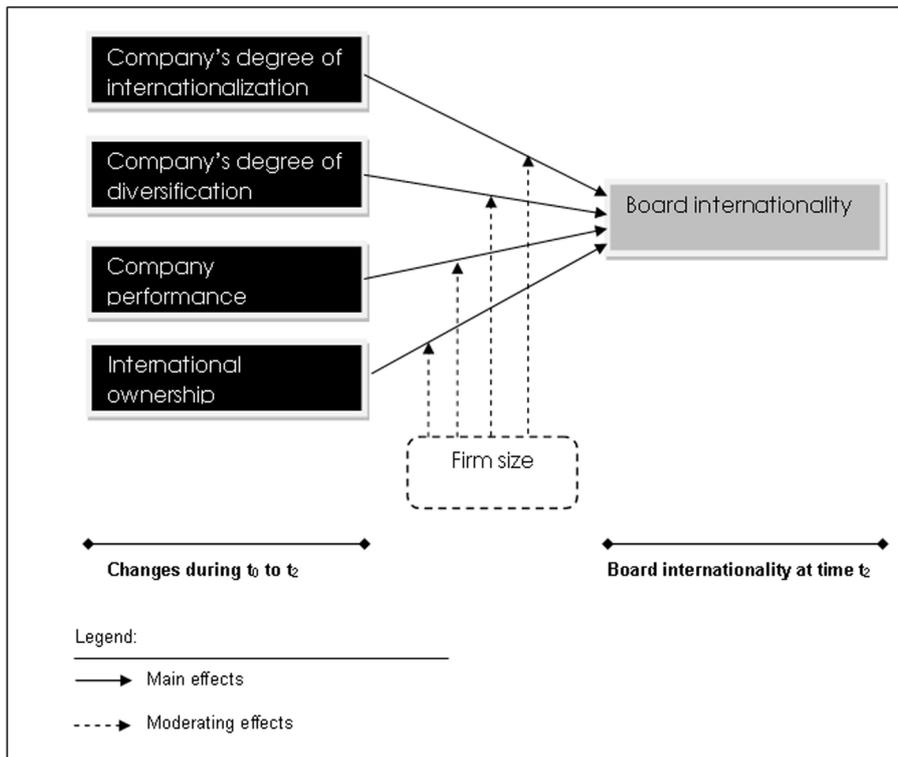 Company's degree of
internationalization
Company's degree of
diversification
Company
performance
International
ownership
Board internationality
Firm size
Changes during t₀ to t₂
Board internationality at time t₂
Legend:
Main effects
Moderating effects